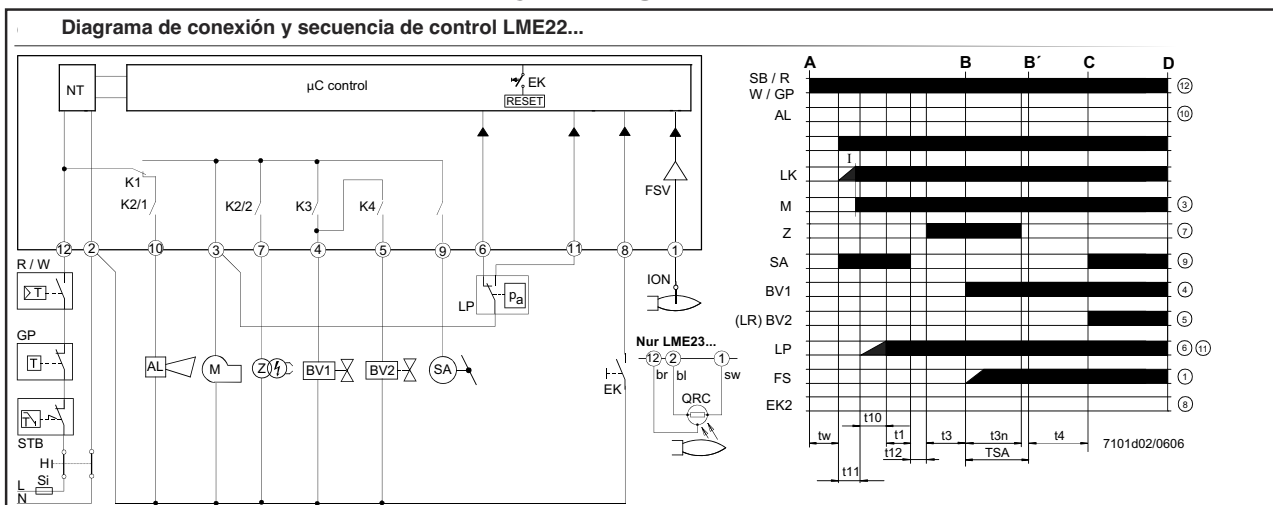 Diagrama de conexión y secuencia de control LME22...
NT
µC control
EK
RESET
FSV
K1
K2/1
K2/2
K3
K4
12
2
10
3
7
4
5
9
6
11
8
1
R / W
T
GP
T
STB
H
L
Si
N
AL
M
Z
BV1
BV2
SA
LP
Pa
ION
EK
Nur LME23...
12
2
1
br
bl
sw
QRC
A
B
B´
C
D
SB / R
W / GP
12
AL
10
I
LK
M
3
Z
7
SA
9
BV1
4
(LR) BV2
5
LP
6
11
FS
1
EK2
8
t10
tw
t1
t3
t3n
t4
t12
TSA
t11
7101d02/0606